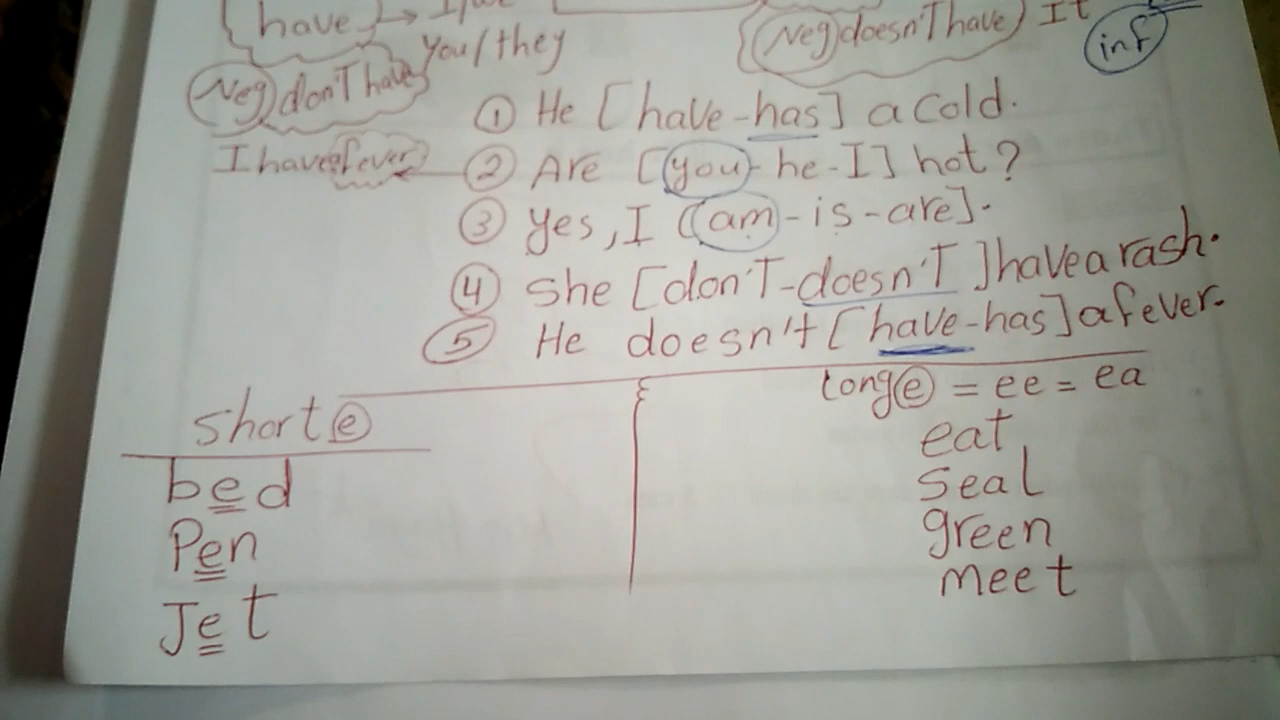 have → I/we
You/they
Neg don'T have
Neg doesn'T have It
inf
① He [have-has] a cold.
I have fever
② Are [you-he-I] hot?
③ Yes, I [am-is-are].
④ She [don'T-doesn'T] have a rash.
⑤ He doesn't [have-has] a fever.
short e
bed
Pen
Jet
long e = ee = ea
eat
seal
green
meet